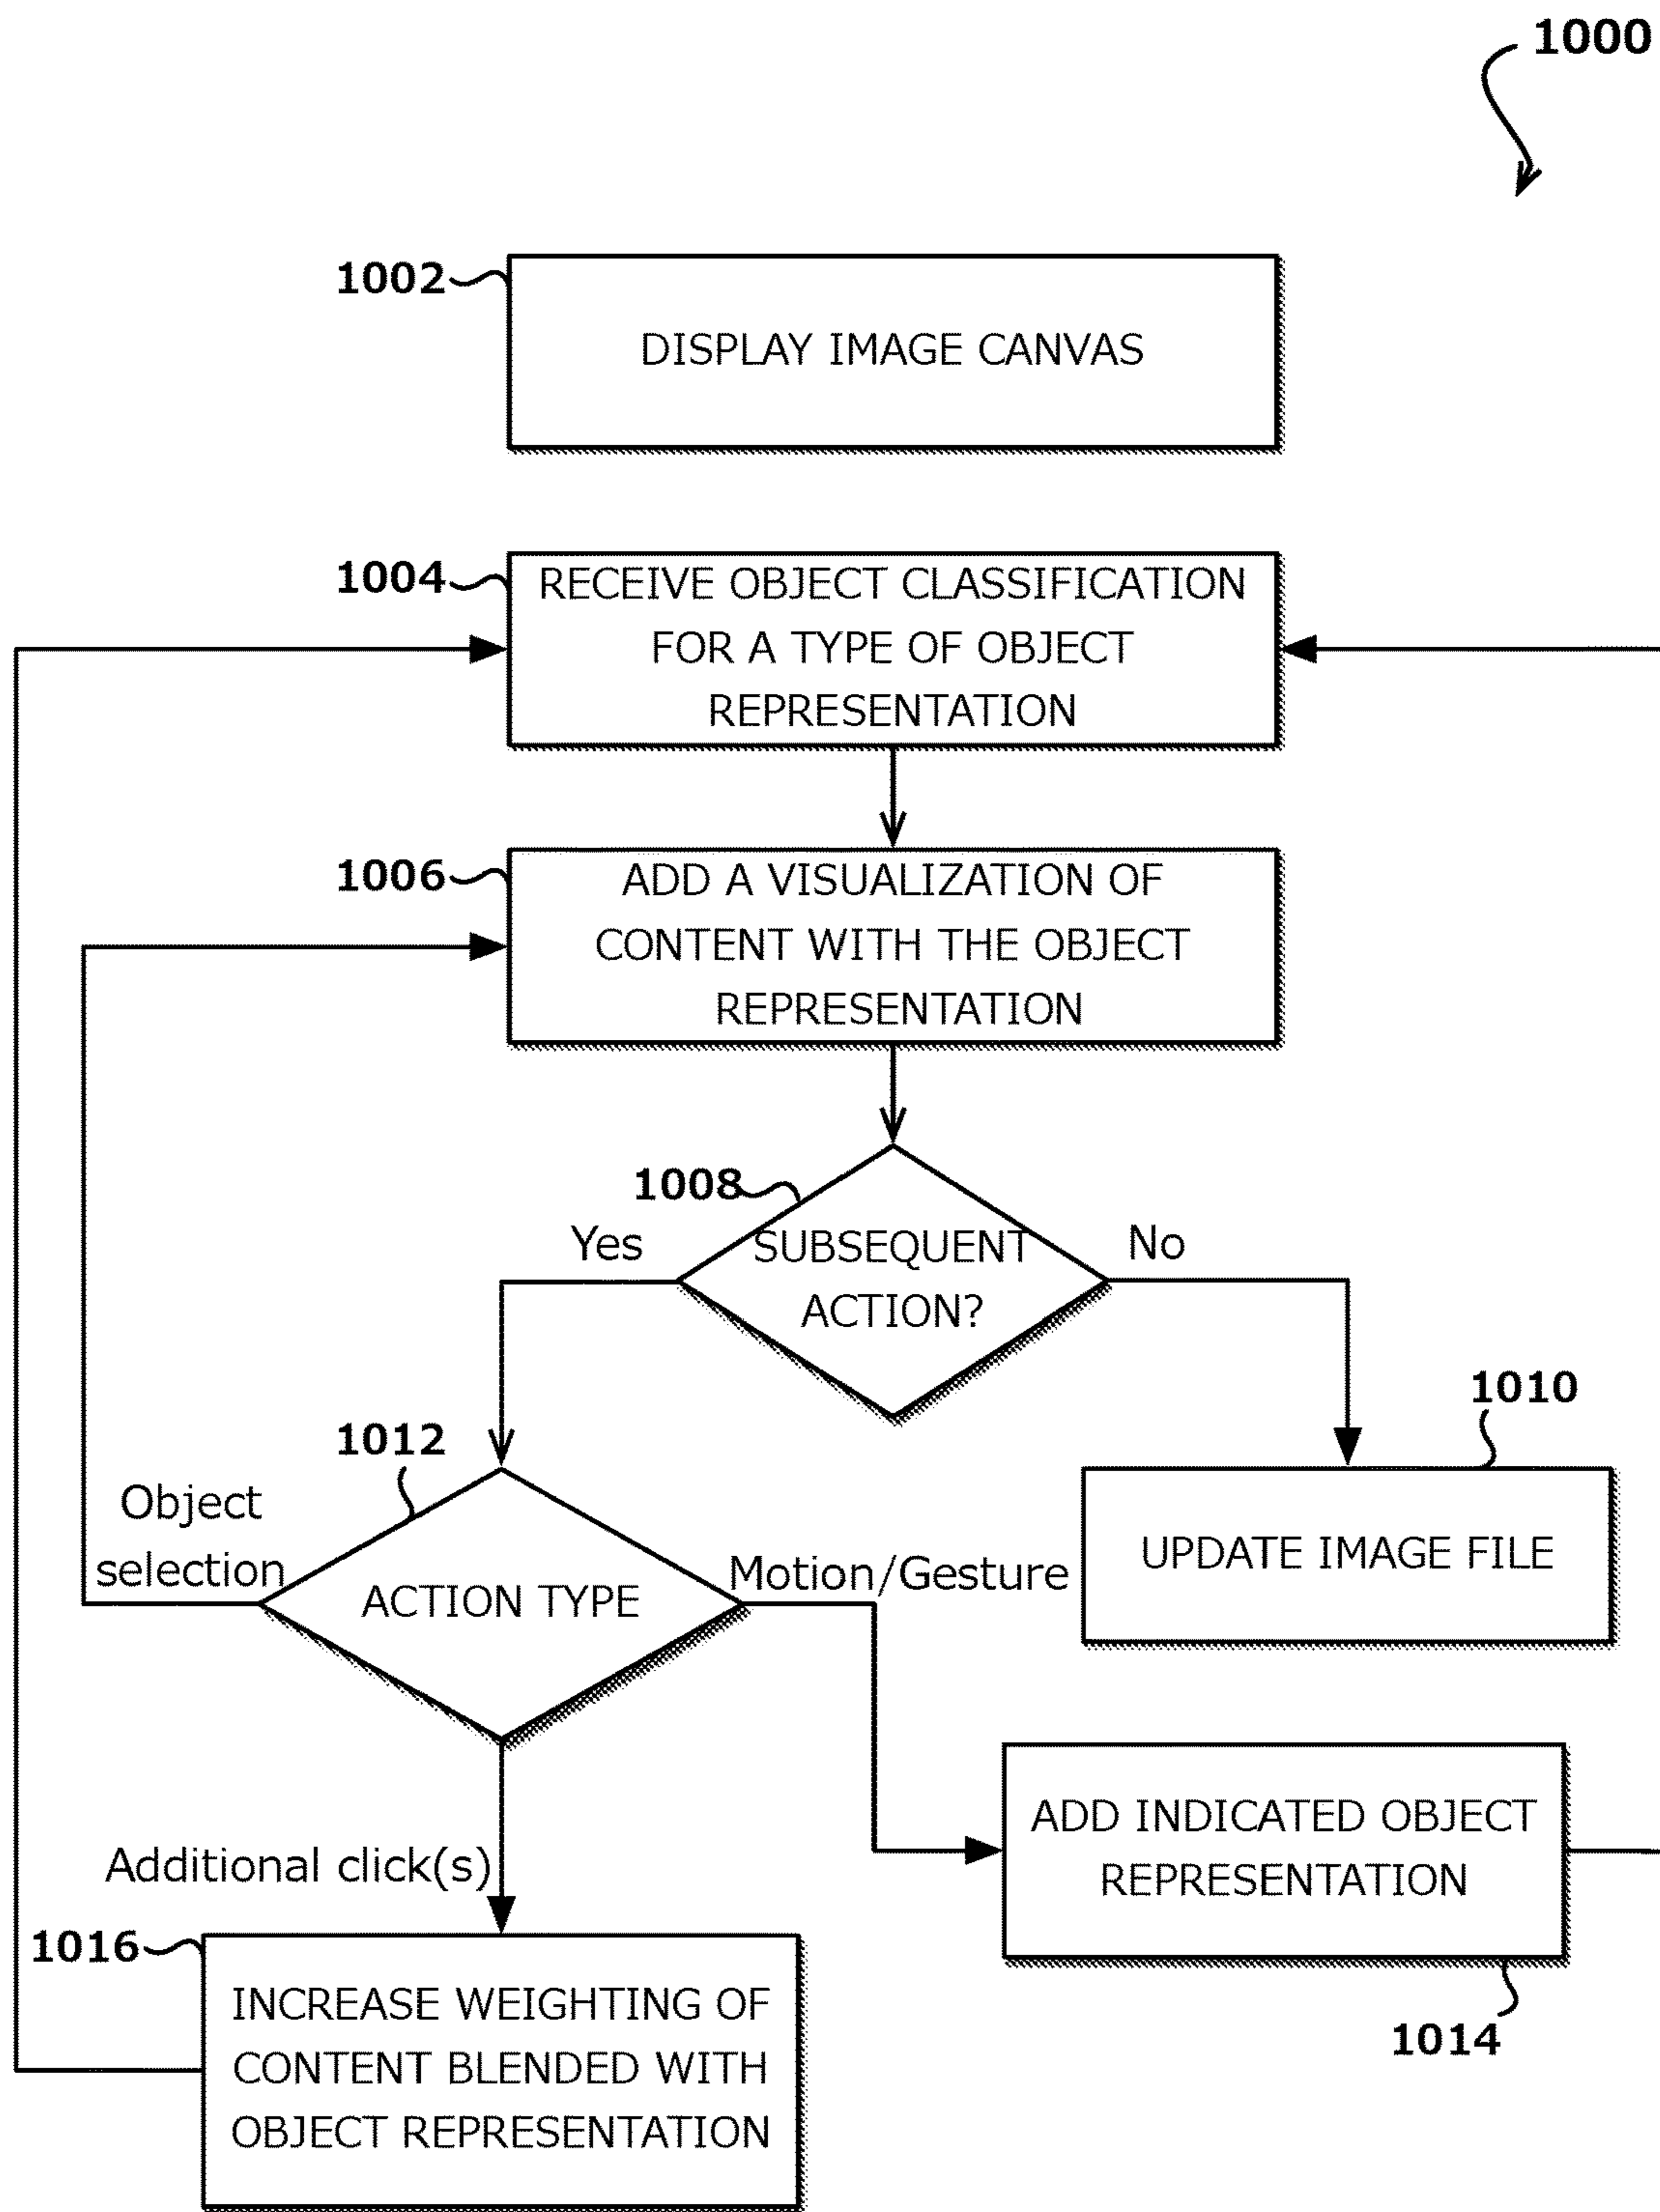 1000
1002
DISPLAY IMAGE CANVAS
1004
RECEIVE OBJECT CLASSIFICATION
FOR A TYPE OF OBJECT
REPRESENTATION
1006
ADD A VISUALIZATION OF
CONTENT WITH THE OBJECT
REPRESENTATION
1008
Yes
SUBSEQUENT
ACTION?
No
1010
UPDATE IMAGE FILE
1012
Object
selection
ACTION TYPE
Motion/Gesture
ADD INDICATED OBJECT
REPRESENTATION
1014
Additional click(s)
1016
INCREASE WEIGHTING OF
CONTENT BLENDED WITH
OBJECT REPRESENTATION